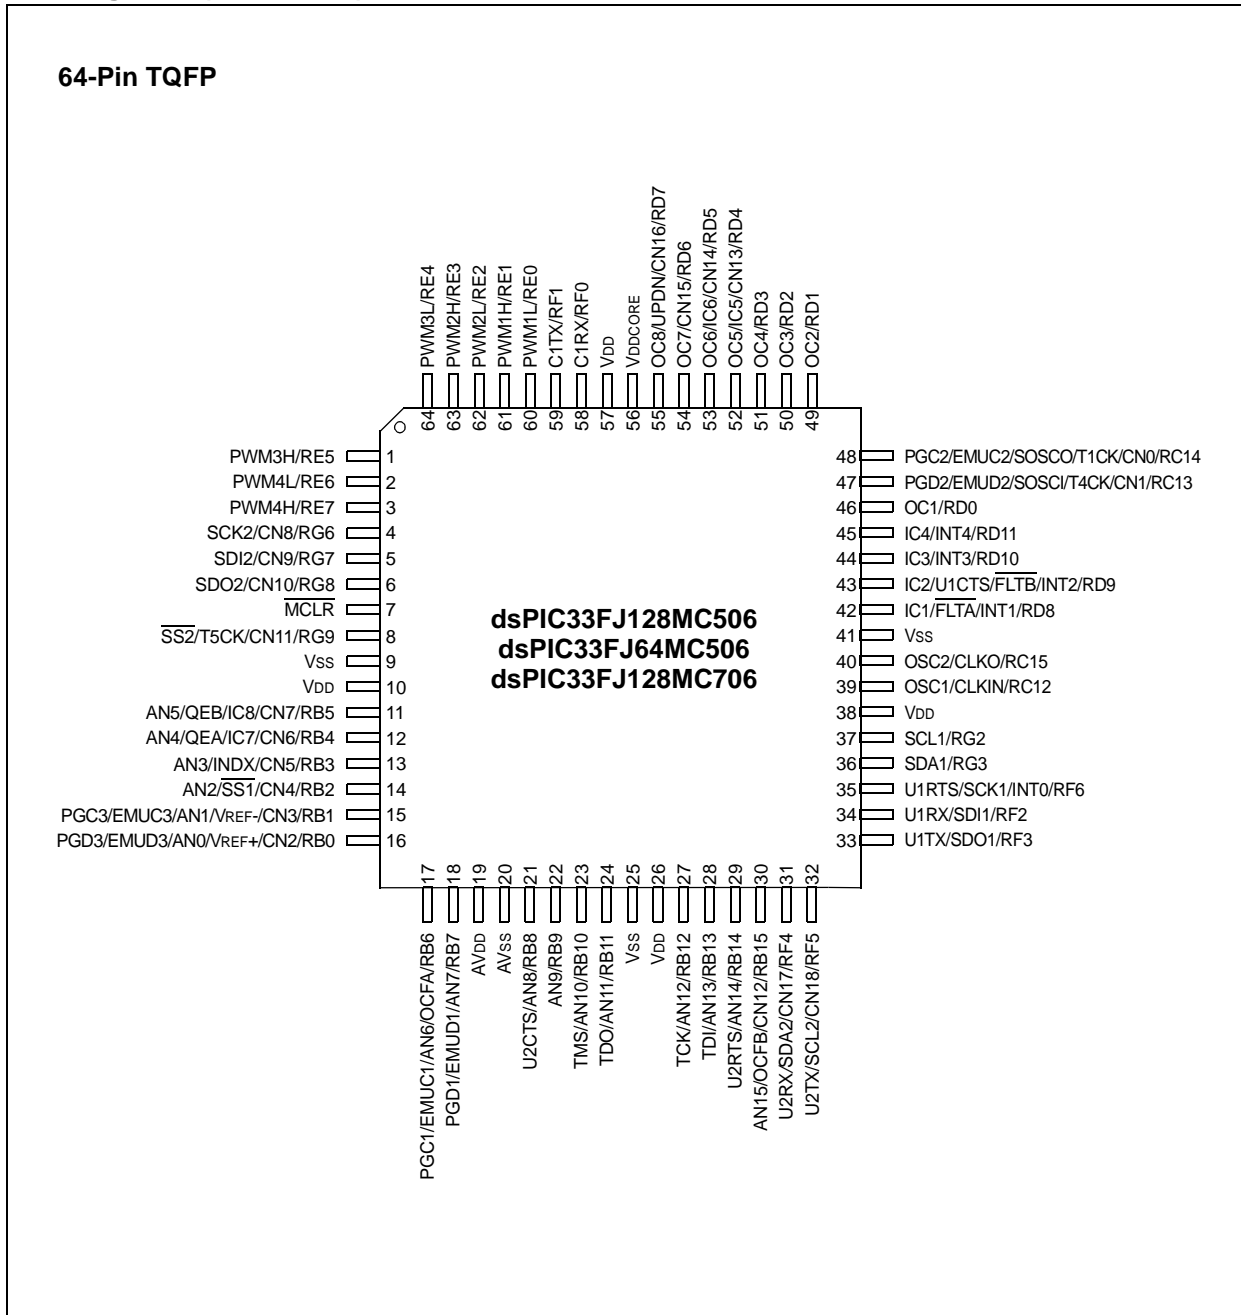 64-Pin TQFP
PWM3L/RE4
PWM2H/RE3
PWM2L/RE2
PWM1H/RE1
PWM1L/RE0
C1TX/RF1
C1RX/RF0
VDD
VDDCORE
OC8/UPDN/CN16/RD7
OC7/CN15/RD6
OC6/IC6/CN14/RD5
OC5/IC5/CN13/RD4
OC4/RD3
OC3/RD2
OC2/RD1
64 63 62 61 60 59 58 57 56 55 54 53 52 51 50 49
PWM3H/RE5 1
PWM4L/RE6 2
PWM4H/RE7 3
SCK2/CN8/RG6 4
SDI2/CN9/RG7 5
SDO2/CN10/RG8 6
MCLR 7
SS2/T5CK/CN11/RG9 8
VSS 9
VDD 10
AN5/QEB/IC8/CN7/RB5 11
AN4/QEA/IC7/CN6/RB4 12
AN3/INDX/CN5/RB3 13
AN2/SS1/CN4/RB2 14
PGC3/EMUC3/AN1/VREF-/CN3/RB1 15
PGD3/EMUD3/AN0/VREF+/CN2/RB0 16
dsPIC33FJ128MC506
dsPIC33FJ64MC506
dsPIC33FJ128MC706
48 PGC2/EMUC2/SOSCO/T1CK/CN0/RC14
47 PGD2/EMUD2/SOSCI/T4CK/CN1/RC13
46 OC1/RD0
45 IC4/INT4/RD11
44 IC3/INT3/RD10
43 IC2/U1CTS/FLTB/INT2/RD9
42 IC1/FLTA/INT1/RD8
41 VSS
40 OSC2/CLKO/RC15
39 OSC1/CLKIN/RC12
38 VDD
37 SCL1/RG2
36 SDA1/RG3
35 U1RTS/SCK1/INT0/RF6
34 U1RX/SDI1/RF2
33 U1TX/SDO1/RF3
17 18 19 20 21 22 23 24 25 26 27 28 29 30 31 32
PGC1/EMUC1/AN6/OCFA/RB6
PGD1/EMUD1/AN7/RB7
AVDD
AVSS
U2CTS/AN8/RB8
AN9/RB9
TMS/AN10/RB10
TDO/AN11/RB11
VSS
VDD
TCK/AN12/RB12
TDI/AN13/RB13
U2RTS/AN14/RB14
AN15/OCFB/CN12/RB15
U2RX/SDA2/CN17/RF4
U2TX/SCL2/CN18/RF5